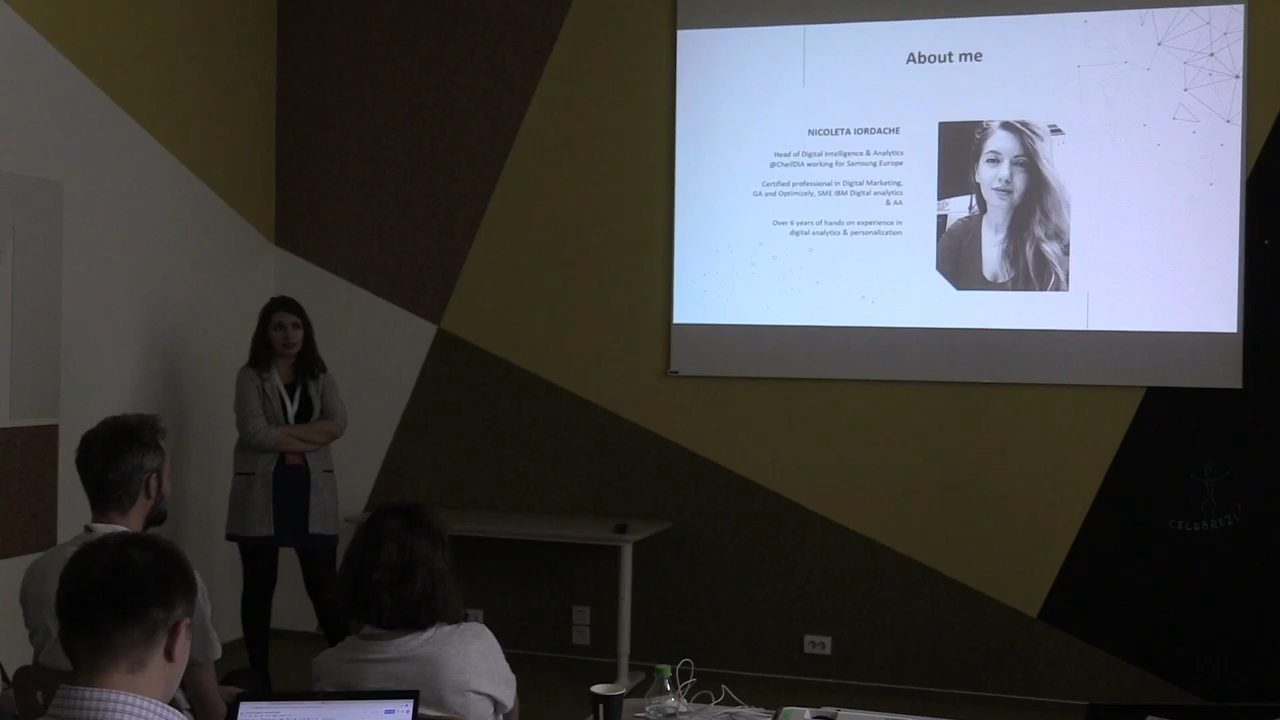 About me
NICOLETA IORDACHE
Head of Digital Intelligence & Analytics
@CheilDIA working for Samsung Europe
Certified professional in Digital Marketing,
GA and Optimizely, SME IBM Digital analytics
& AA
Over 6 years of hands on experience in
digital analytics & personalization
CELEBREZI